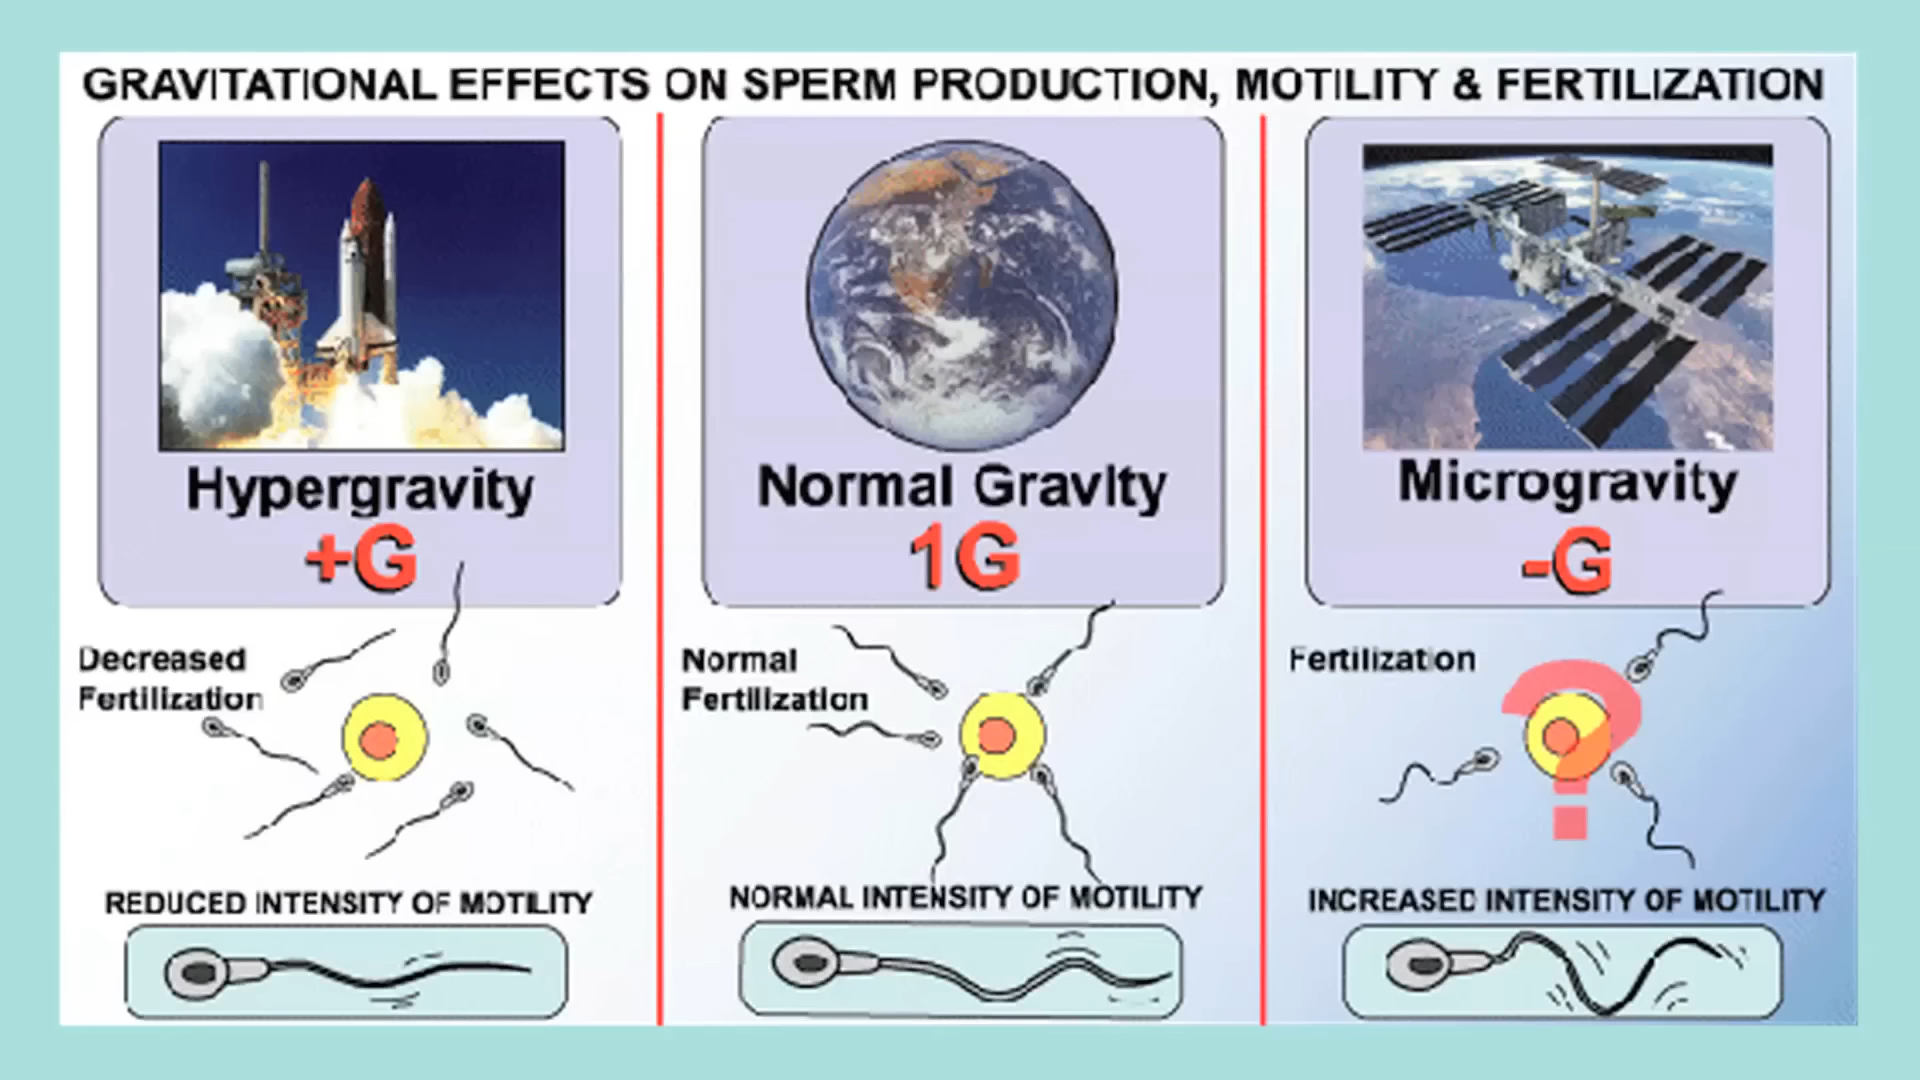 GRAVITATIONAL EFFECTS ON SPERM PRODUCTION, MOTILITY & FERTILIZATION
Hypergravity
+G
Decreased
Fertilization
REDUCED INTENSITY OF MOTILITY
Normal Gravity
1G
Normal
Fertilization
NORMAL INTENSITY OF MOTILITY
Microgravity
-G
Fertilization
?
INCREASED INTENSITY OF MOTILITY